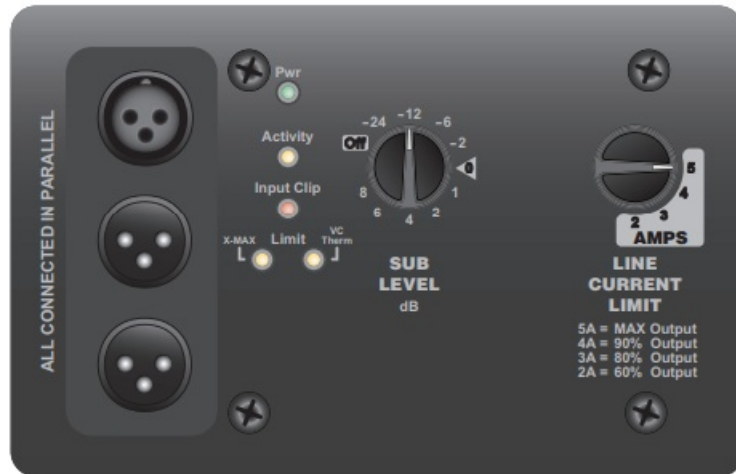 ALL CONNECTED IN PARALLEL
Pwr
Activity
Input Clip
X-MAX
Limit
VC
Therm
-24
-12
-6
-2
Off
0
8
1
6
4
2
SUB
LEVEL
dB
5
4
3
2
AMPS
LINE
CURRENT
LIMIT
5A = MAX Output
4A = 90% Output
3A = 80% Output
2A = 60% Output